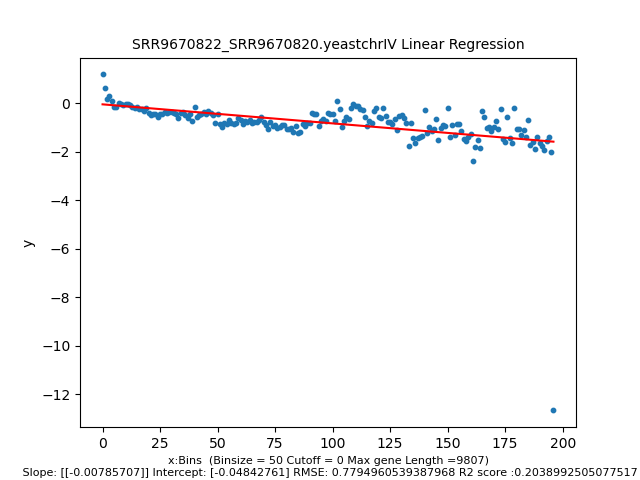 SRR9670822_SRR9670820.yeastchrIV Linear Regression
0
−2
−4
−6
−8
−10
−12
y
0 25 50 75 100 125 150 175 200
x:Bins  (Binsize = 50 Cutoff = 0 Max gene Length =9807)
Slope: [[-0.00785707]] Intercept: [-0.04842761] RMSE: 0.7794960539387968 R2 score :0.2038992505077517